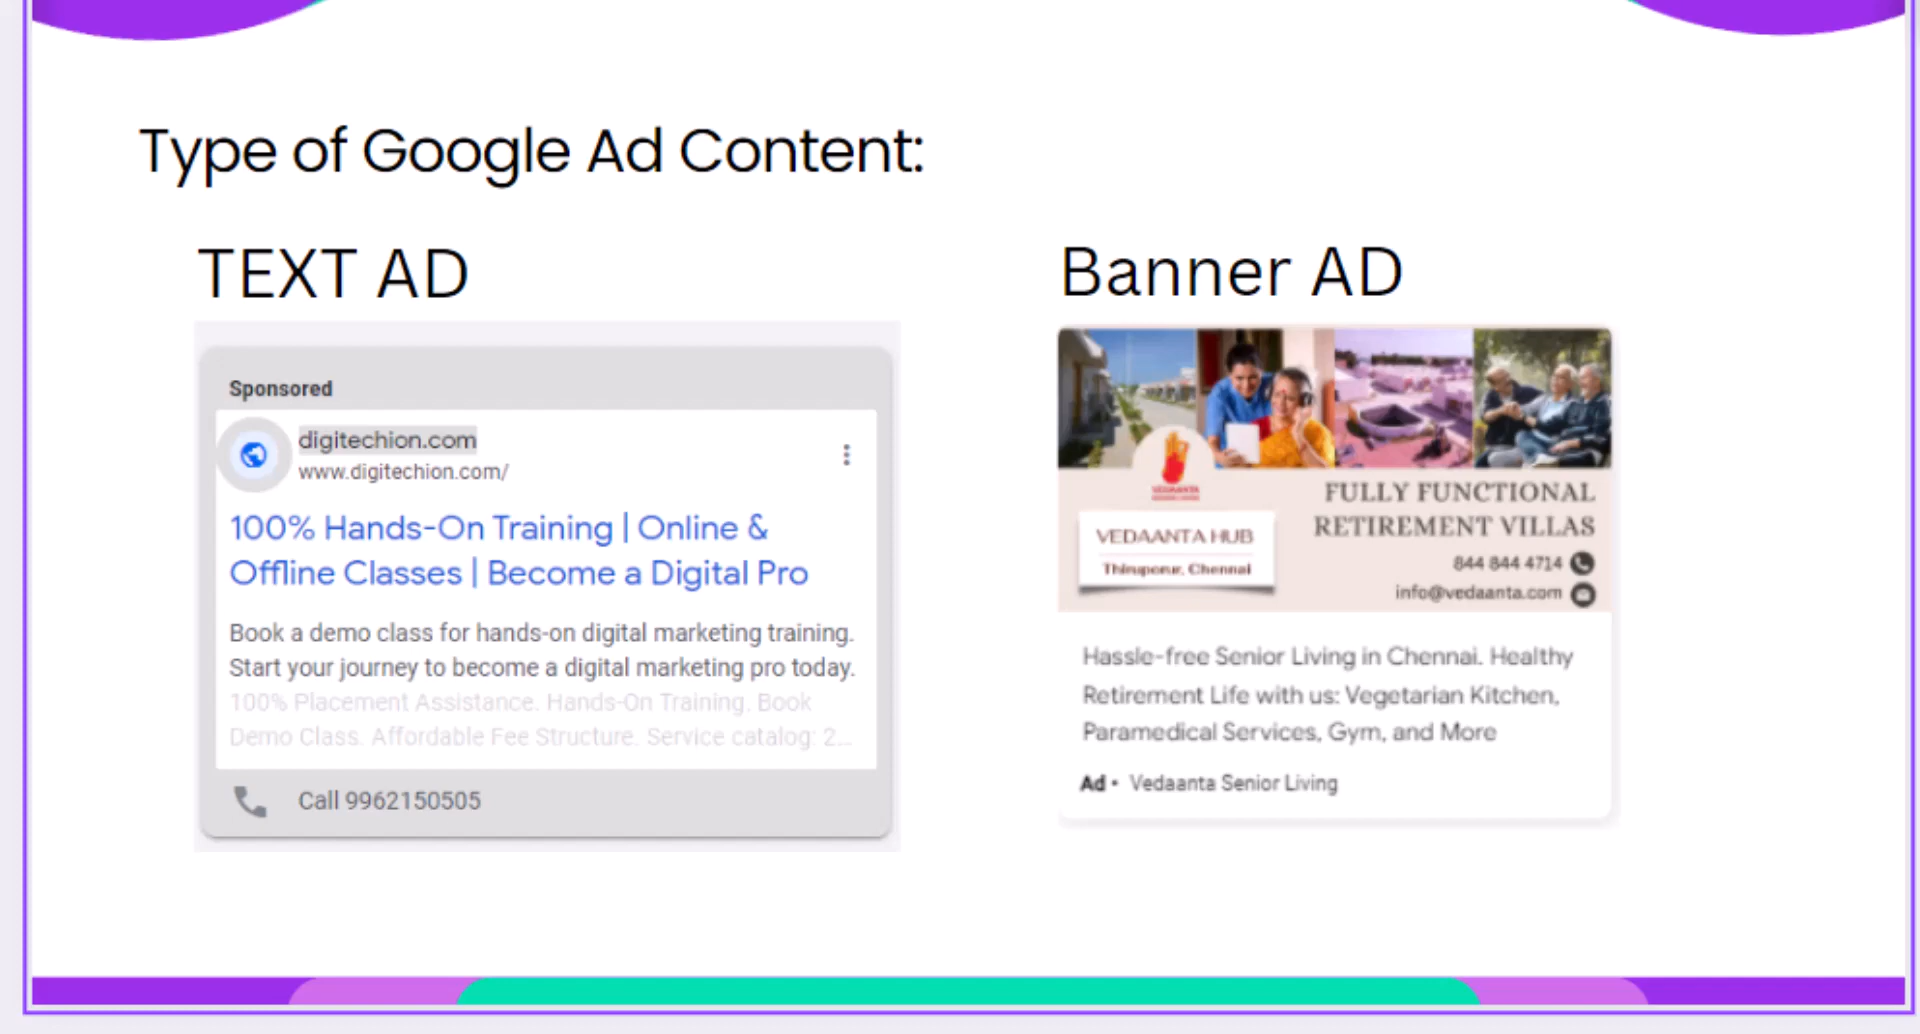 Type of Google Ad Content:
TEXT AD
Sponsored
digitechion.com
www.digitechion.com/
100% Hands-On Training | Online &
Offline Classes | Become a Digital Pro
Book a demo class for hands-on digital marketing training.
Start your journey to become a digital marketing pro today.
100% Placement Assistance. Hands-On Training. Book
Demo Class. Affordable Fee Structure. Service catalog: 2...
Call 9962150505
Banner AD
VEDAANTA
FULLY FUNCTIONAL
RETIREMENT VILLAS
VEDAANTA HUB
Thiruporur, Chennai
844 844 4714
info@vedaanta.com
Hassle-free Senior Living in Chennai. Healthy
Retirement Life with us: Vegetarian Kitchen,
Paramedical Services, Gym, and More
Ad • Vedaanta Senior Living